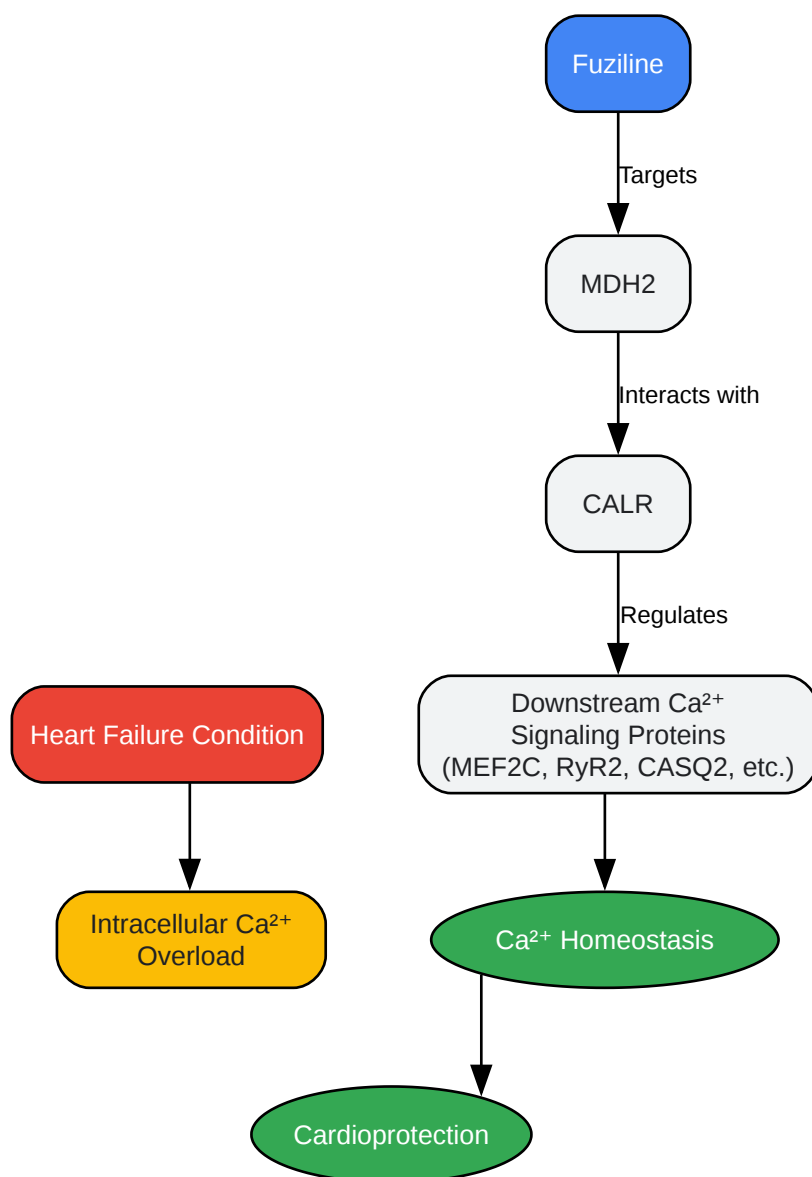 Fuziline
Targets
MDH2
Interacts with
CALR
Regulates
Downstream Ca²⁺
Signaling Proteins
(MEF2C, RyR2, CASQ2, etc.)
Heart Failure Condition
Intracellular Ca²⁺
Overload
Ca²⁺ Homeostasis
Cardioprotection